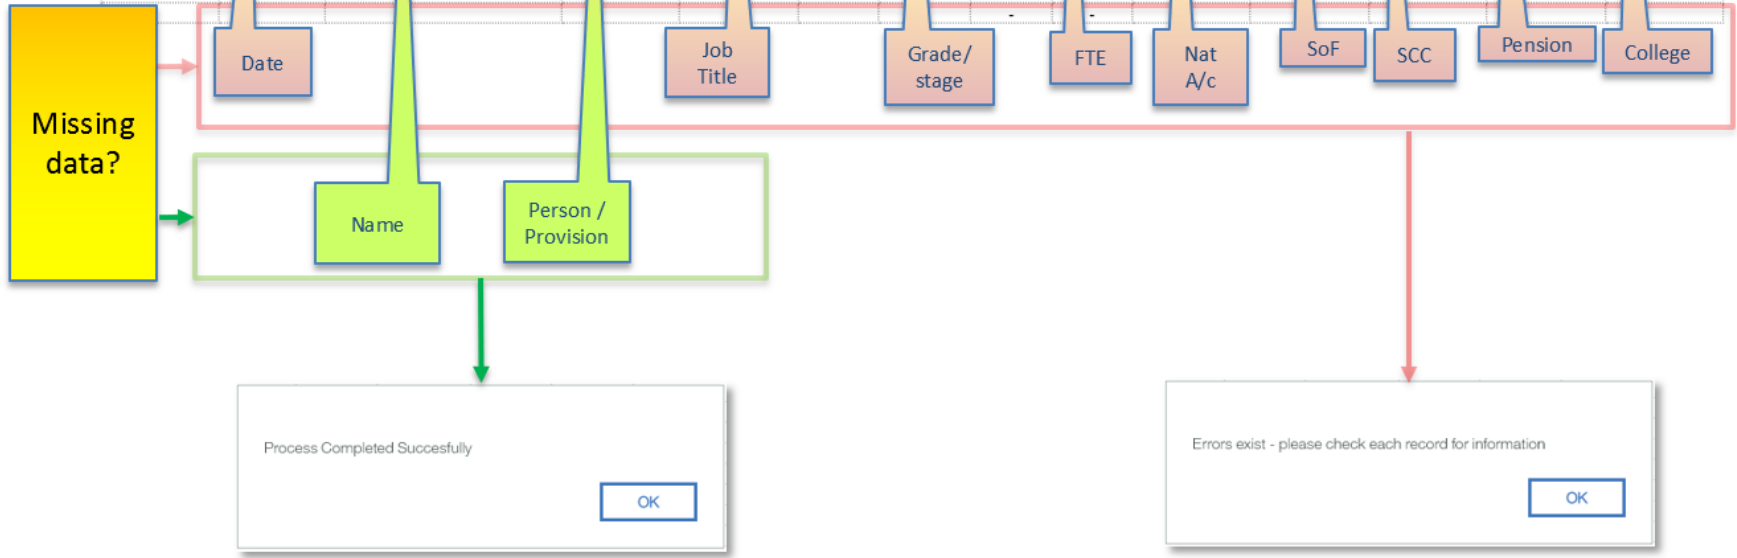 Missing
data?
Date
Job
Title
Grade/
stage
FTE
Nat
A/c
SoF
SCC
Pension
College
Name
Person /
Provision
Process Completed Succesfully
OK
Errors exist - please check each record for information
OK